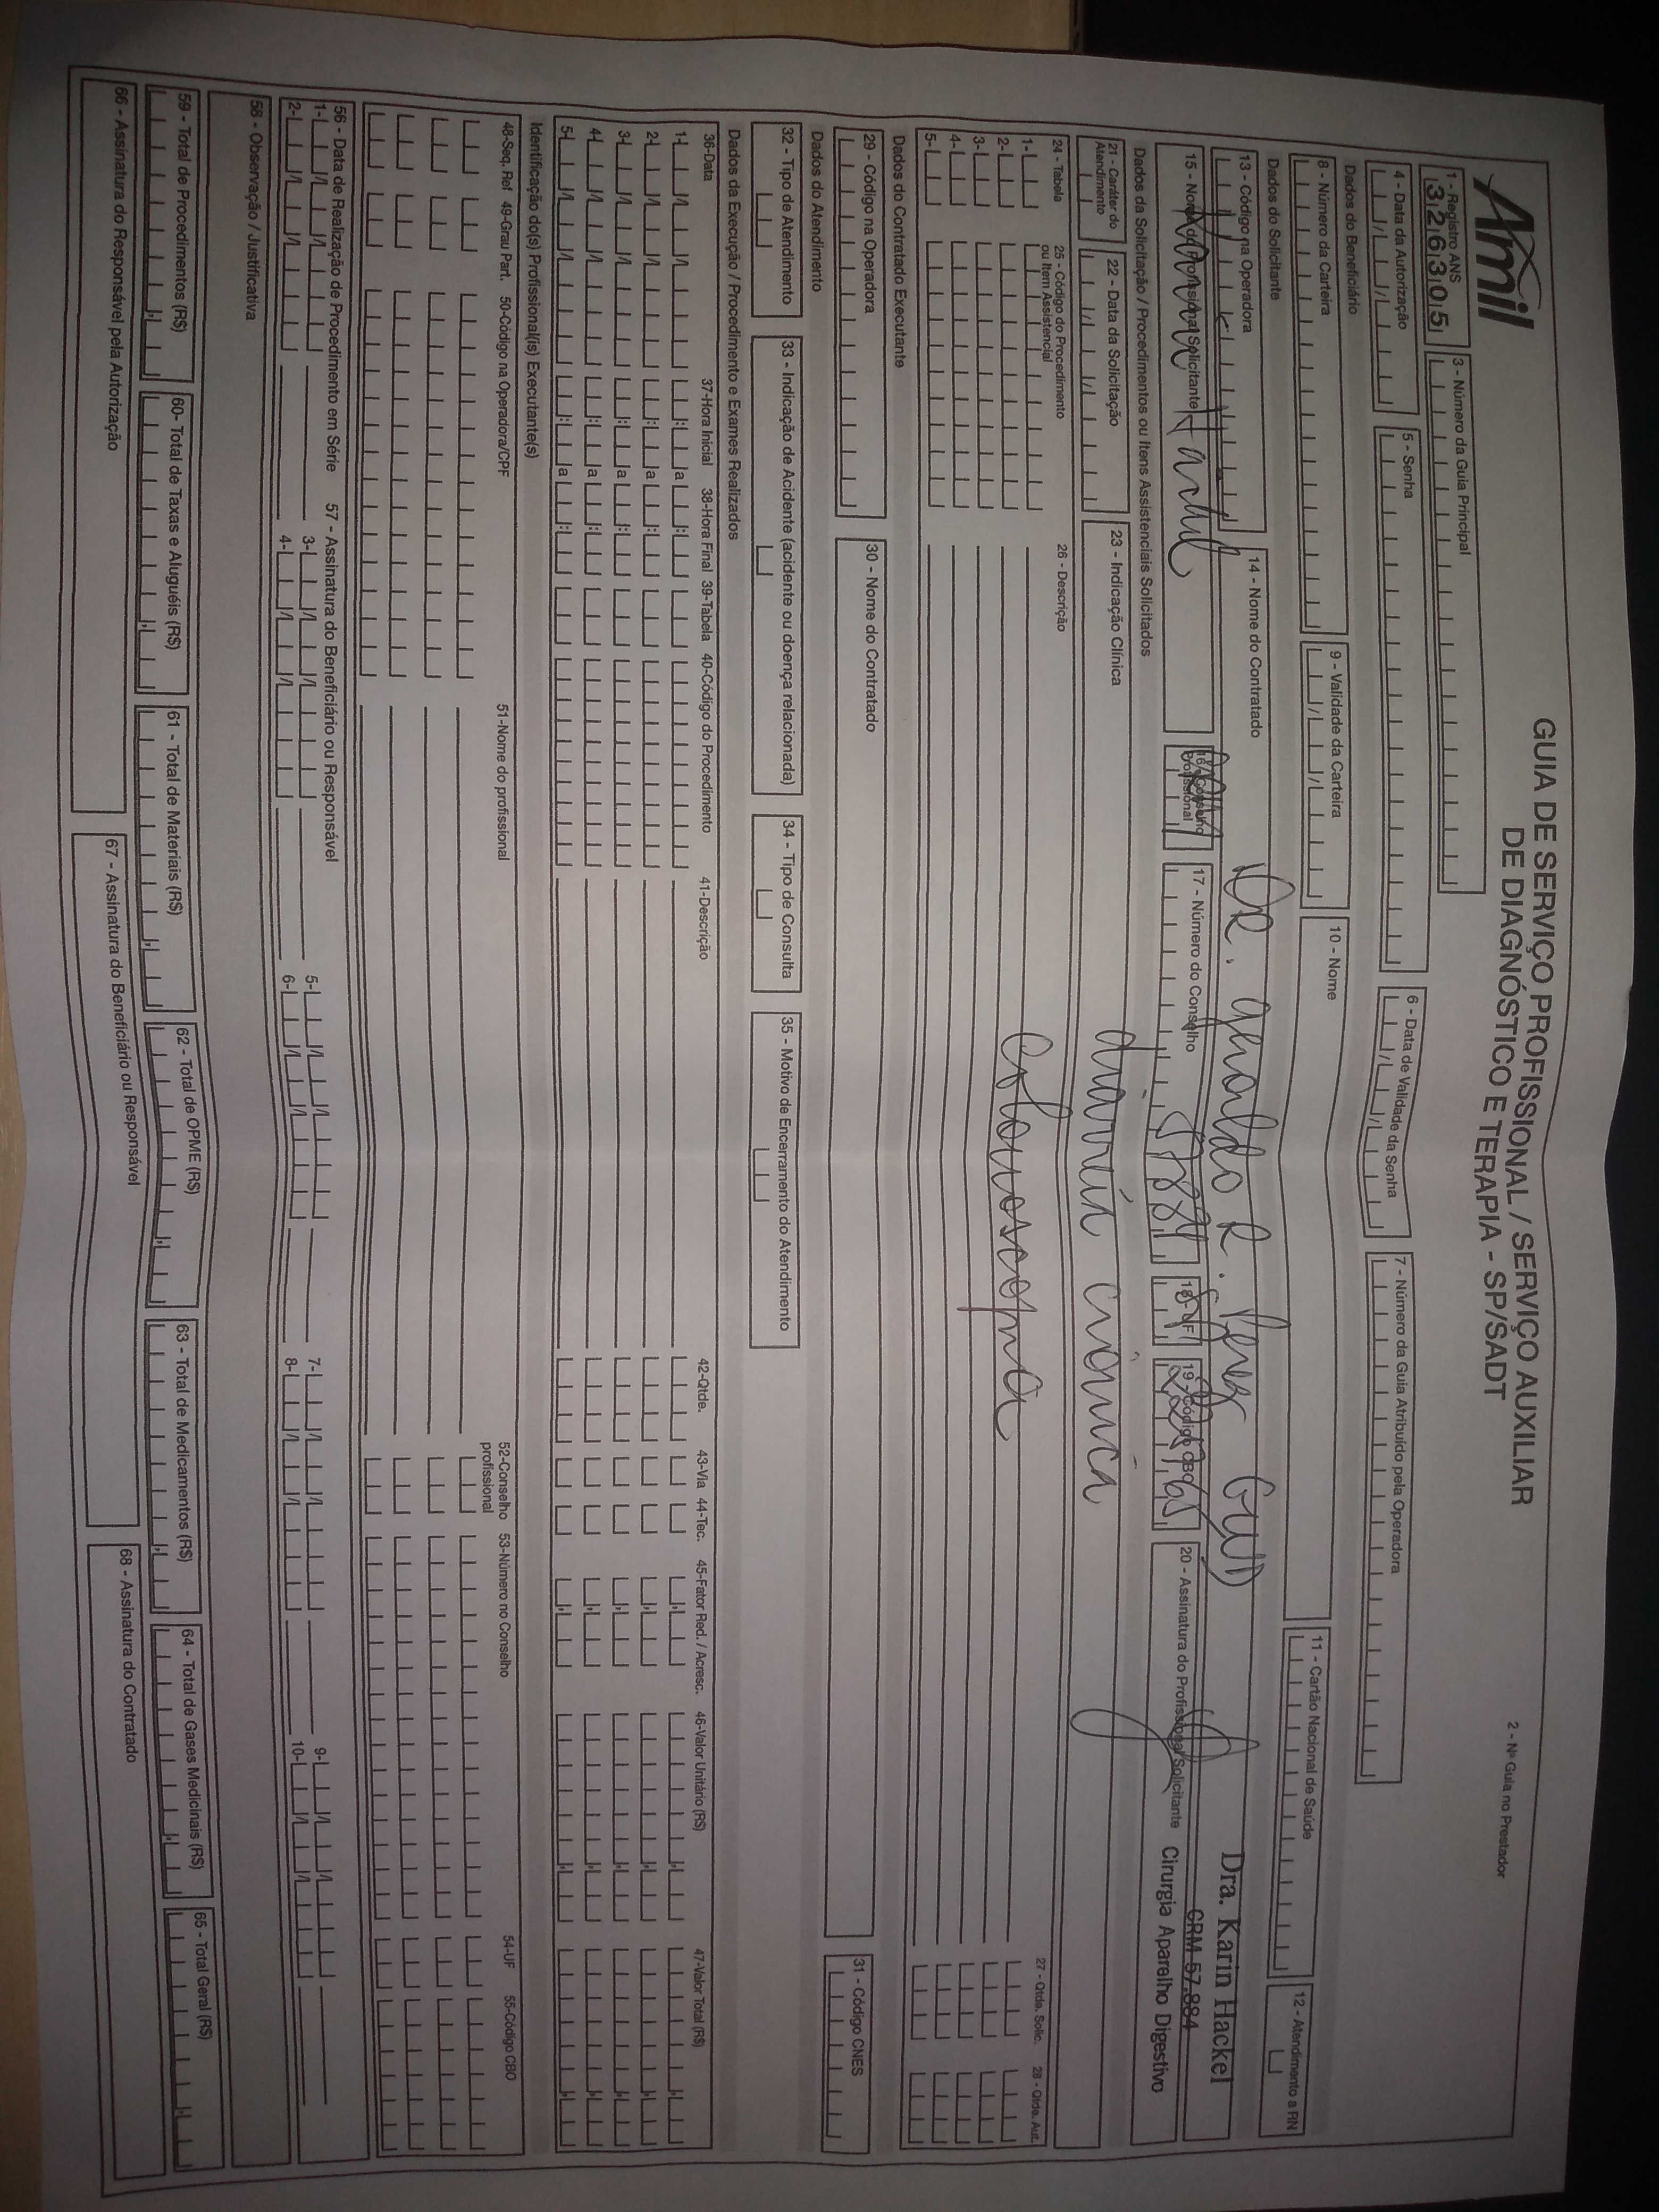 Amil
GUIA DE SERVIÇO PROFISSIONAL / SERVIÇO AUXILIAR
DE DIAGNÓSTICO E TERAPIA - SP/SADT
2 - Nº Guia no Prestador
1 - Registro ANS
326305
3 - Número da Guia Principal
4 - Data da Autorização
5 - Senha
6 - Data de Validade da Senha
7 - Número da Guia Atribuído pela Operadora
Dados do Beneficiário
8 - Número da Carteira
9 - Validade da Carteira
10 - Nome
11 - Cartão Nacional de Saúde
12 - Atendimento a RN
Dados do Solicitante
13 - Código na Operadora
14 - Nome do Contratado
Dr. R.
Dra. Karin Hackel
CRM 57.884
Cirurgia Aparelho Digestivo
15 - Nome do Profissional Solicitante
16 - Conselho Profissional
17 - Número do Conselho
18 - UF
19 - Código CBO
20 - Assinatura do Profissional Solicitante
Dados da Solicitação / Procedimentos ou Itens Assistenciais Solicitados
21 - Caráter do Atendimento
22 - Data da Solicitação
23 - Indicação Clínica
diarreia crônica
24 - Tabela
25 - Código do Procedimento ou Item Assistencial
26 - Descrição
27 - Qtde. Solic.
28 - Qtde. Aut.
1-
2-
Colonoscopia
3-
4-
5-
Dados do Contratado Executante
29 - Código na Operadora
30 - Nome do Contratado
31 - Código CNES
Dados do Atendimento
32 - Tipo de Atendimento
33 - Indicação de Acidente (acidente ou doença relacionada)
34 - Tipo de Consulta
35 - Motivo de Encerramento do Atendimento
Dados da Execução / Procedimento e Exames Realizados
36-Data
37-Hora Inicial
38-Hora Final
39-Tabela
40-Código do Procedimento
41-Descrição
42-Qtde.
43-Via
44-Tec.
45-Fator Red. / Acresc.
46-Valor Unitário (R$)
47-Valor Total (R$)
1- a
2- a
3- a
4- a
5- a
Identificação do(s) Profissional(is) Executante(s)
48-Seq. Ref
49-Grau Part.
50-Código na Operadora/CPF
51-Nome do profissional
52-Conselho profissional
53-Número no Conselho
54-UF
55-Código CBO
56 - Data de Realização de Procedimento em Série
57 - Assinatura do Beneficiário ou Responsável
1- 3- 5- 7- 9-
2- 4- 6- 8- 10-
58 - Observação / Justificativa
59 - Total de Procedimentos (R$)
60- Total de Taxas e Aluguéis (R$)
61 - Total de Materiais (R$)
62 - Total de OPME (R$)
63 - Total de Medicamentos (R$)
64 - Total de Gases Medicinais (R$)
65 - Total Geral (R$)
66 - Assinatura do Responsável pela Autorização
67 - Assinatura do Beneficiário ou Responsável
68 - Assinatura do Contratado